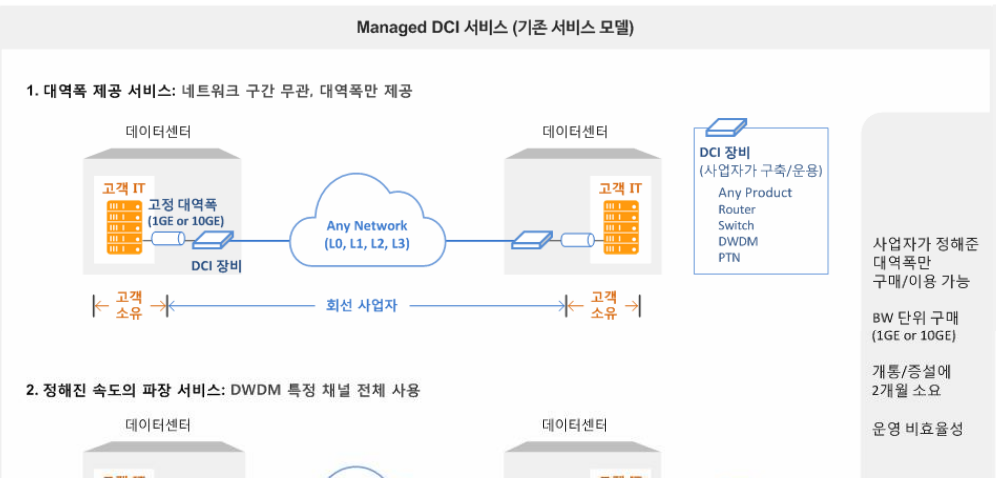 Managed DCI 서비스 (기존 서비스 모델)
1. 대역폭 제공 서비스: 네트워크 구간 무관, 대역폭만 제공
데이터센터
고객 IT
고정 대역폭
(1GE or 10GE)
DCI 장비
Any Network
(L0, L1, L2, L3)
데이터센터
고객 IT
고객
소유
회선 사업자
고객
소유
DCI 장비
(사업자가 구축/운용)
Any Product
Router
Switch
DWDM
PTN
사업자가 정해준
대역폭만
구매/이용 가능
BW 단위 구매
(1GE or 10GE)
개통/증설에
2개월 소요
운영 비효율성
2. 정해진 속도의 파장 서비스: DWDM 특정 채널 전체 사용
데이터센터
데이터센터